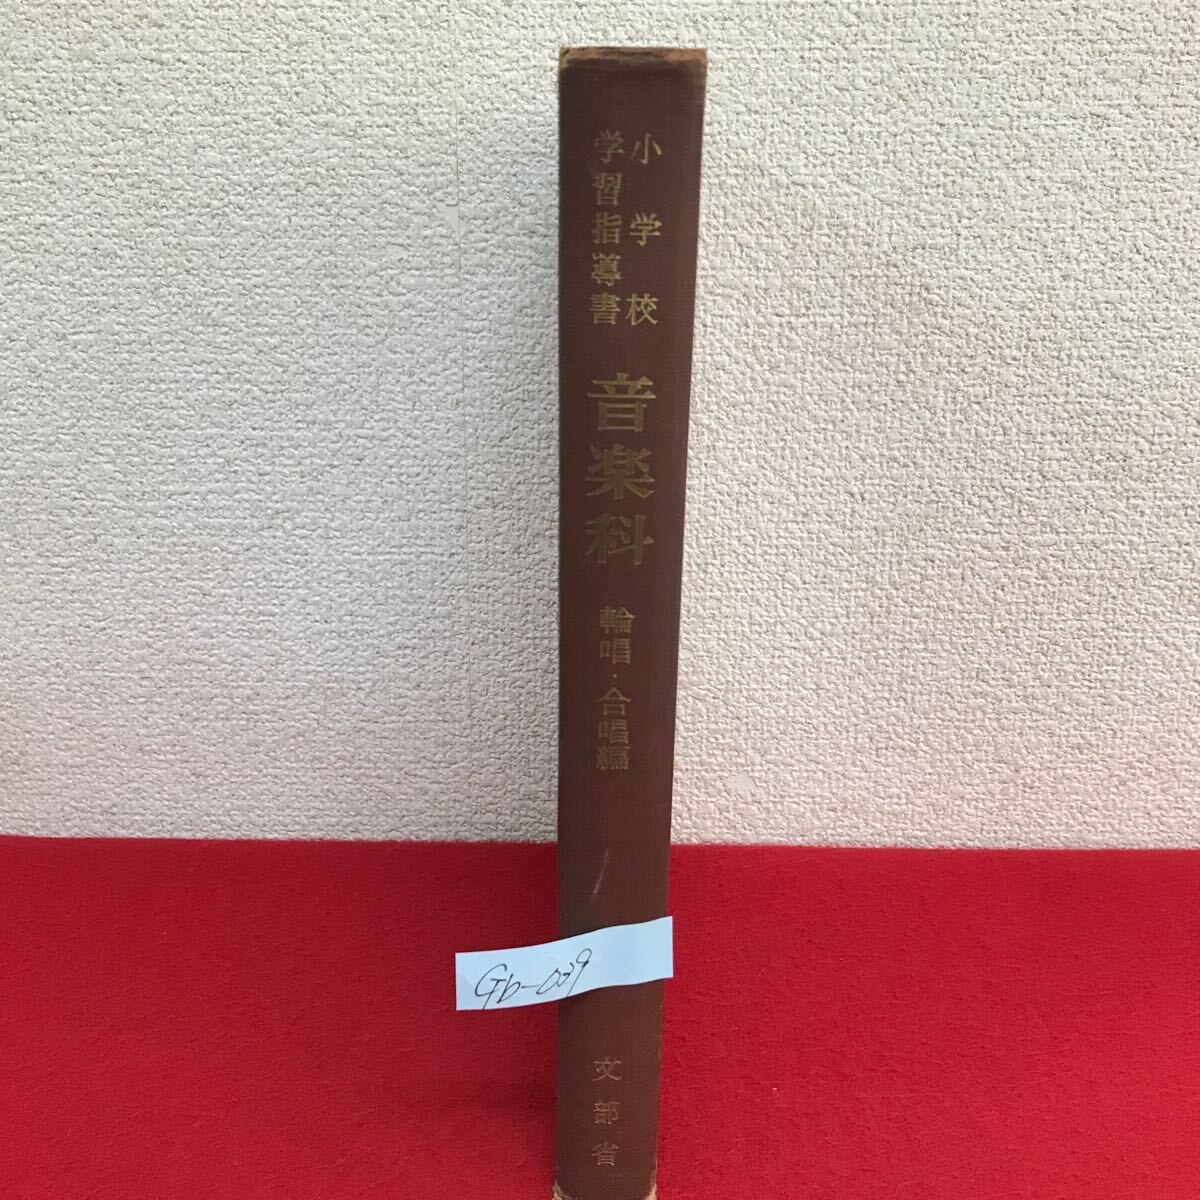 小学校
学習指導書
音楽科
輪唱・合唱編
Gb-039
文部省